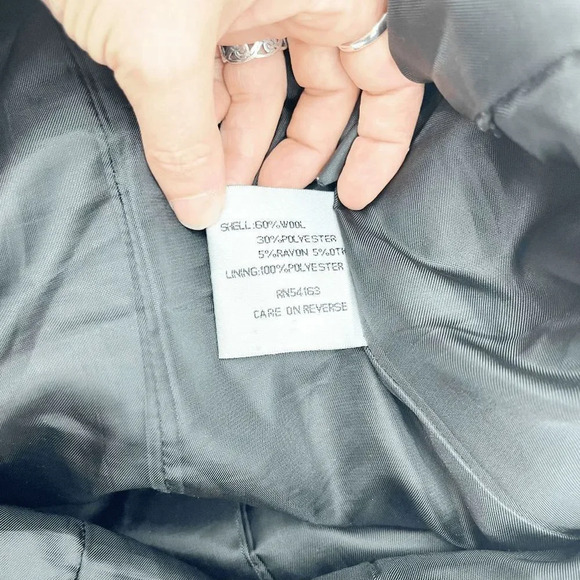 SHELL:60%WOOL
30%POLYESTER
5%RAYON 5%OTH
LINING:100%POLYESTER
RN54163
CARE ON REVERSE